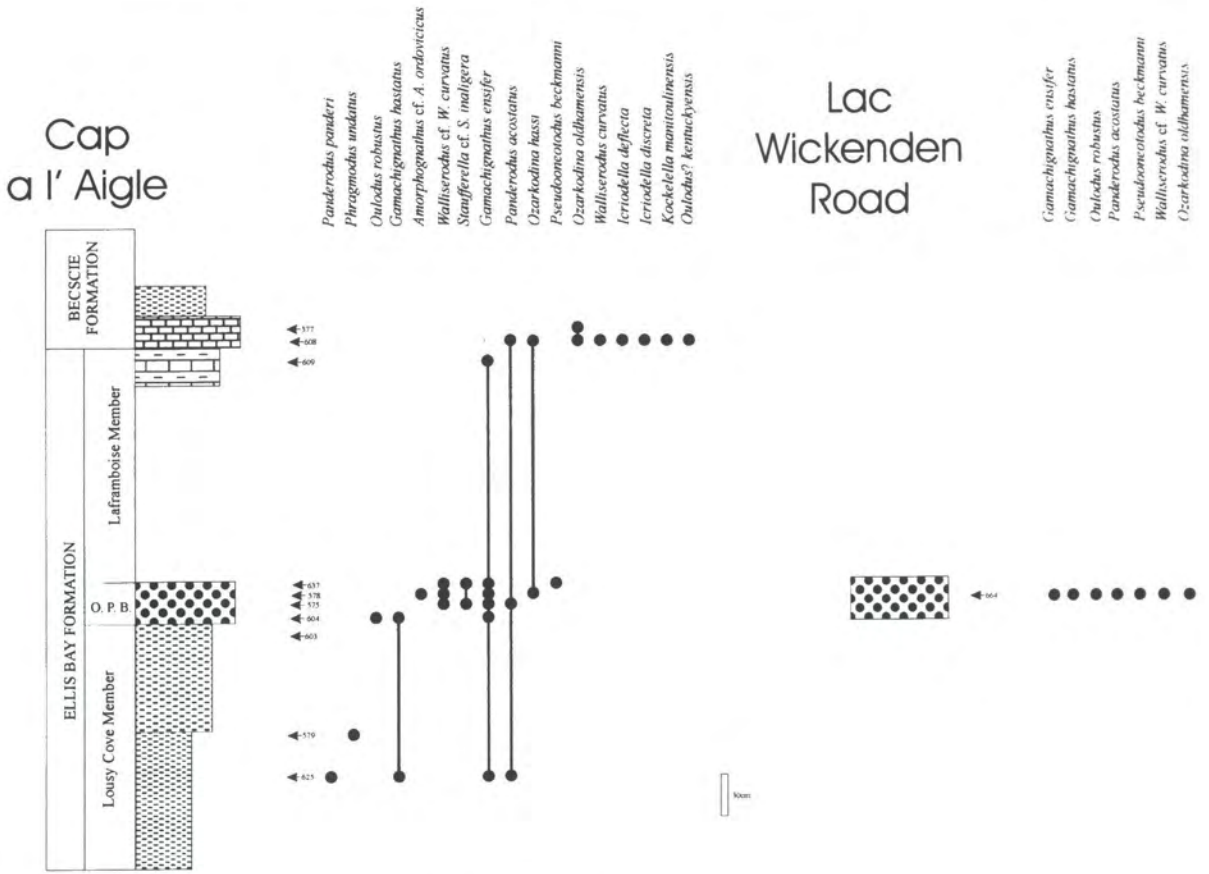 Cap
a l' Aigle
Panderodus panderi
Phragmodus undatus
Oulodus robustus
Gamachignathus hastatus
Amorphognathus cf. A. ordovicicus
Walliserodus cf. W. curvatus
Staufferella cf. S. inaligera
Gamachignathus ensifer
Panderodus acostatus
Ozarkodina hassi
Pseudooneotodus beckmanni
Ozarkodina oldhamensis
Walliserodus curvatus
Icriodella deflecta
Icriodella discreta
Kockelella manitoulinensis
Oulodus? kentuckyensis
BECSCIE
FORMATION
ELLIS BAY FORMATION
Laframboise Member
O. P. B.
Lousy Cove Member
577
608
609
637
578
575
604
603
579
625
Lac
Wickenden
Road
Gamachignathus ensifer
Gamachignathus hastatus
Oulodus robustus
Panderodus acostatus
Pseudooneotodus beckmanni
Walliserodus cf W. curvatus
Ozarkodina oldhamensis
664